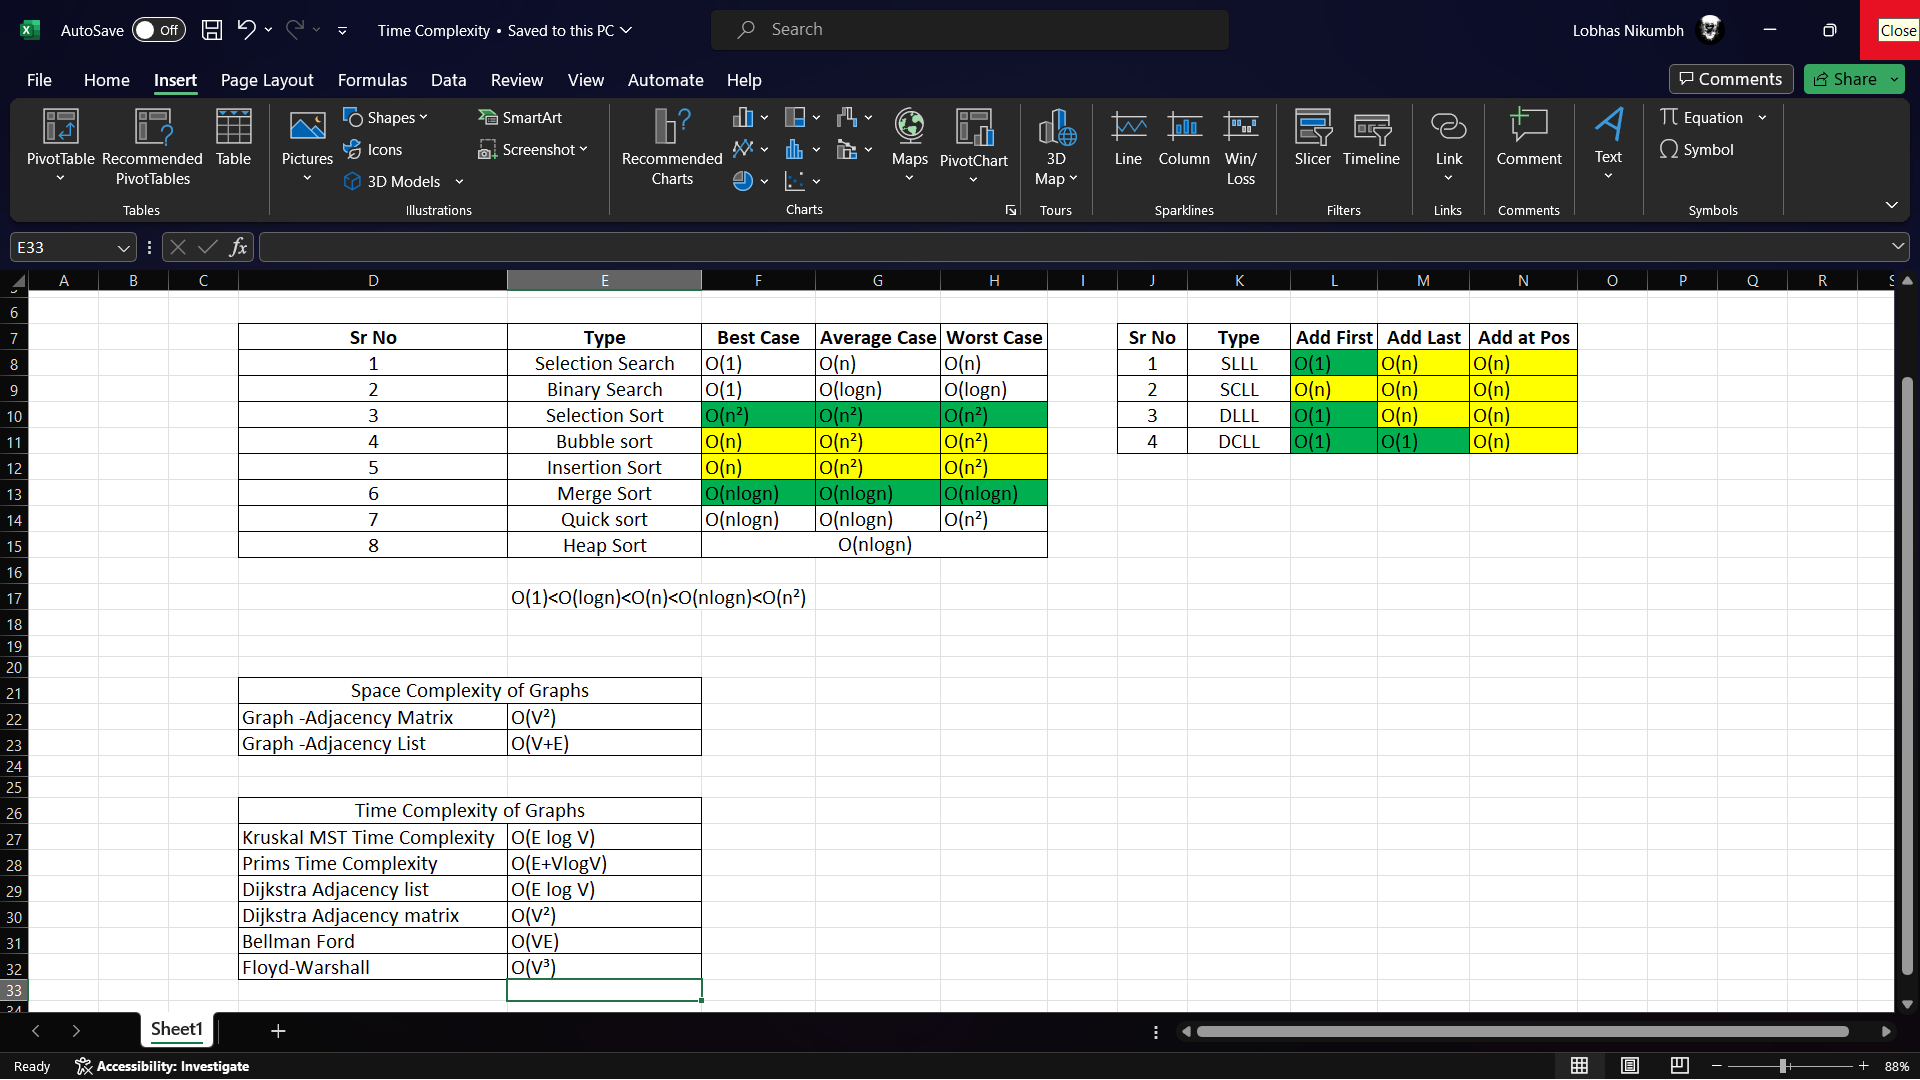 AutoSave Off Time Complexity • Saved to this PC Search Lobhas Nikumbh Close
File Home Insert Page Layout Formulas Data Review View Automate Help Comments Share
PivotTable Recommended PivotTables Table
Tables
Pictures Shapes Icons 3D Models SmartArt Screenshot
Illustrations
Recommended Charts Maps PivotChart
Charts
3D Map
Tours
Line Column Win/Loss
Sparklines
Slicer Timeline
Filters
Link
Links
Comment
Comments
Text
Equation
Symbol
Symbols
E33 fx
A B C D E F G H I J K L M N O P Q R S
6
7 Sr No Type Best Case Average Case Worst Case Sr No Type Add First Add Last Add at Pos
8 1 Selection Search O(1) O(n) O(n) 1 SLLL O(1) O(n) O(n)
9 2 Binary Search O(1) O(logn) O(logn) 2 SCLL O(n) O(n) O(n)
10 3 Selection Sort O(n²) O(n²) O(n²) 3 DLLL O(1) O(n) O(n)
11 4 Bubble sort O(n) O(n²) O(n²) 4 DCLL O(1) O(1) O(n)
12 5 Insertion Sort O(n) O(n²) O(n²)
13 6 Merge Sort O(nlogn) O(nlogn) O(nlogn)
14 7 Quick sort O(nlogn) O(nlogn) O(n²)
15 8 Heap Sort O(nlogn)
16
17 O(1)<O(logn)<O(n)<O(nlogn)<O(n²)
18
19
20
21 Space Complexity of Graphs
22 Graph -Adjacency Matrix O(V²)
23 Graph -Adjacency List O(V+E)
24
25
26 Time Complexity of Graphs
27 Kruskal MST Time Complexity O(E log V)
28 Prims Time Complexity O(E+VlogV)
29 Dijkstra Adjacency list O(E log V)
30 Dijkstra Adjacency matrix O(V²)
31 Bellman Ford O(VE)
32 Floyd-Warshall O(V³)
33
34
Sheet1
Ready Accessibility: Investigate 88%